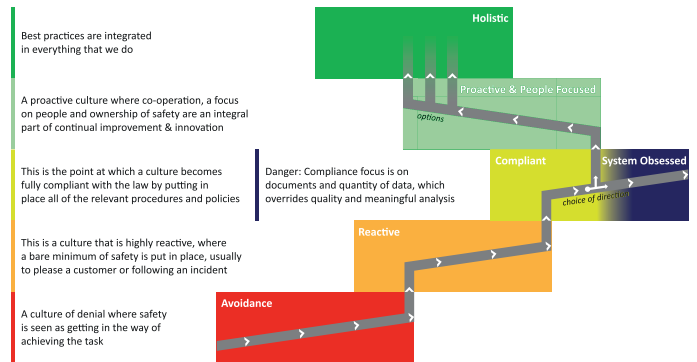 Holistic
Best practices are integrated
in everything that we do
Proactive & People Focused
A proactive culture where co-operation, a focus
on people and ownership of safety are an integral
part of continual improvement & innovation
options
Compliant
System Obsessed
This is the point at which a culture becomes
fully compliant with the law by putting in
place all of the relevant procedures and policies
Danger: Compliance focus is on
documents and quantity of data, which
overrides quality and meaningful analysis
choice of direction
Reactive
This is a culture that is highly reactive, where
a bare minimum of safety is put in place, usually
to please a customer or following an incident
Avoidance
A culture of denial where safety
is seen as getting in the way of
achieving the task